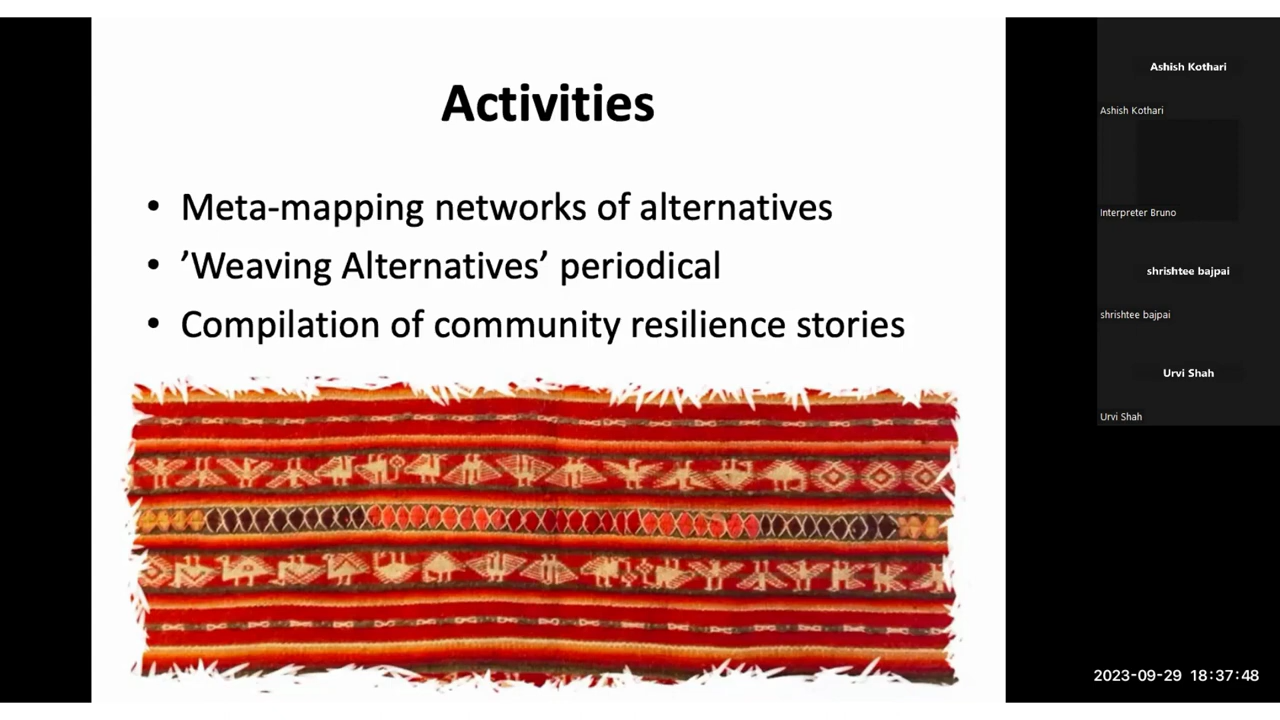 Activities
• Meta-mapping networks of alternatives
• ’Weaving Alternatives’ periodical
• Compilation of community resilience stories
Ashish Kothari
Ashish Kothari
Interpreter Bruno
shrishtee bajpai
shrishtee bajpai
Urvi Shah
Urvi Shah
2023-09-29 18:37:48